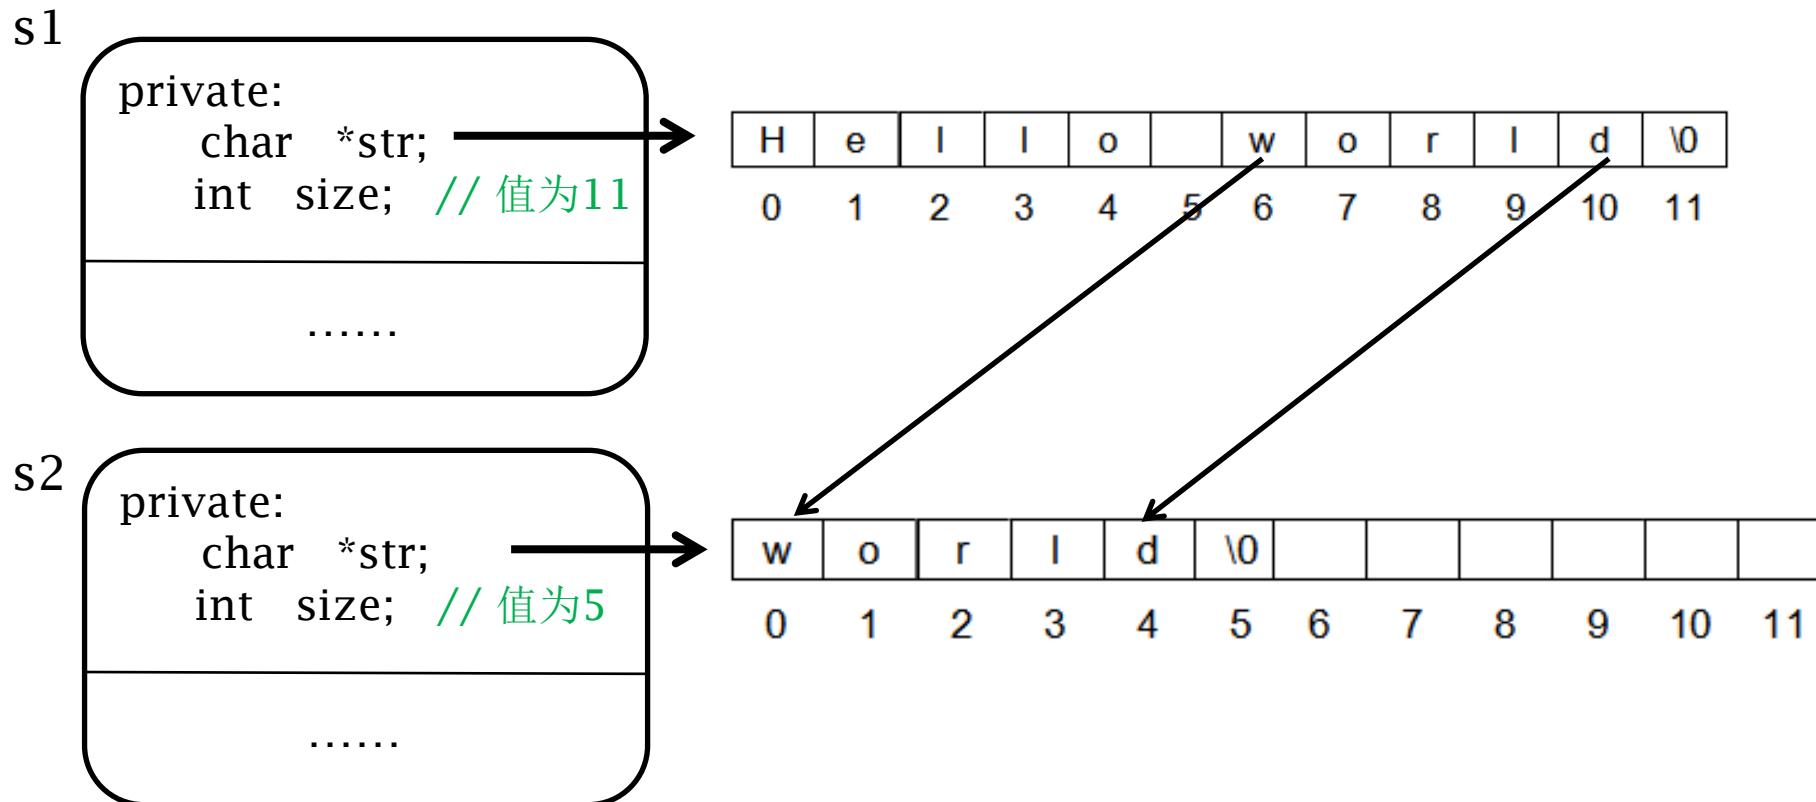 s1
private:
char *str;
int size; // 值为11
......
H e l l o w o r l d \0
0 1 2 3 4 5 6 7 8 9 10 11
s2
private:
char *str;
int size; // 值为5
......
w o r l d \0
0 1 2 3 4 5 6 7 8 9 10 11